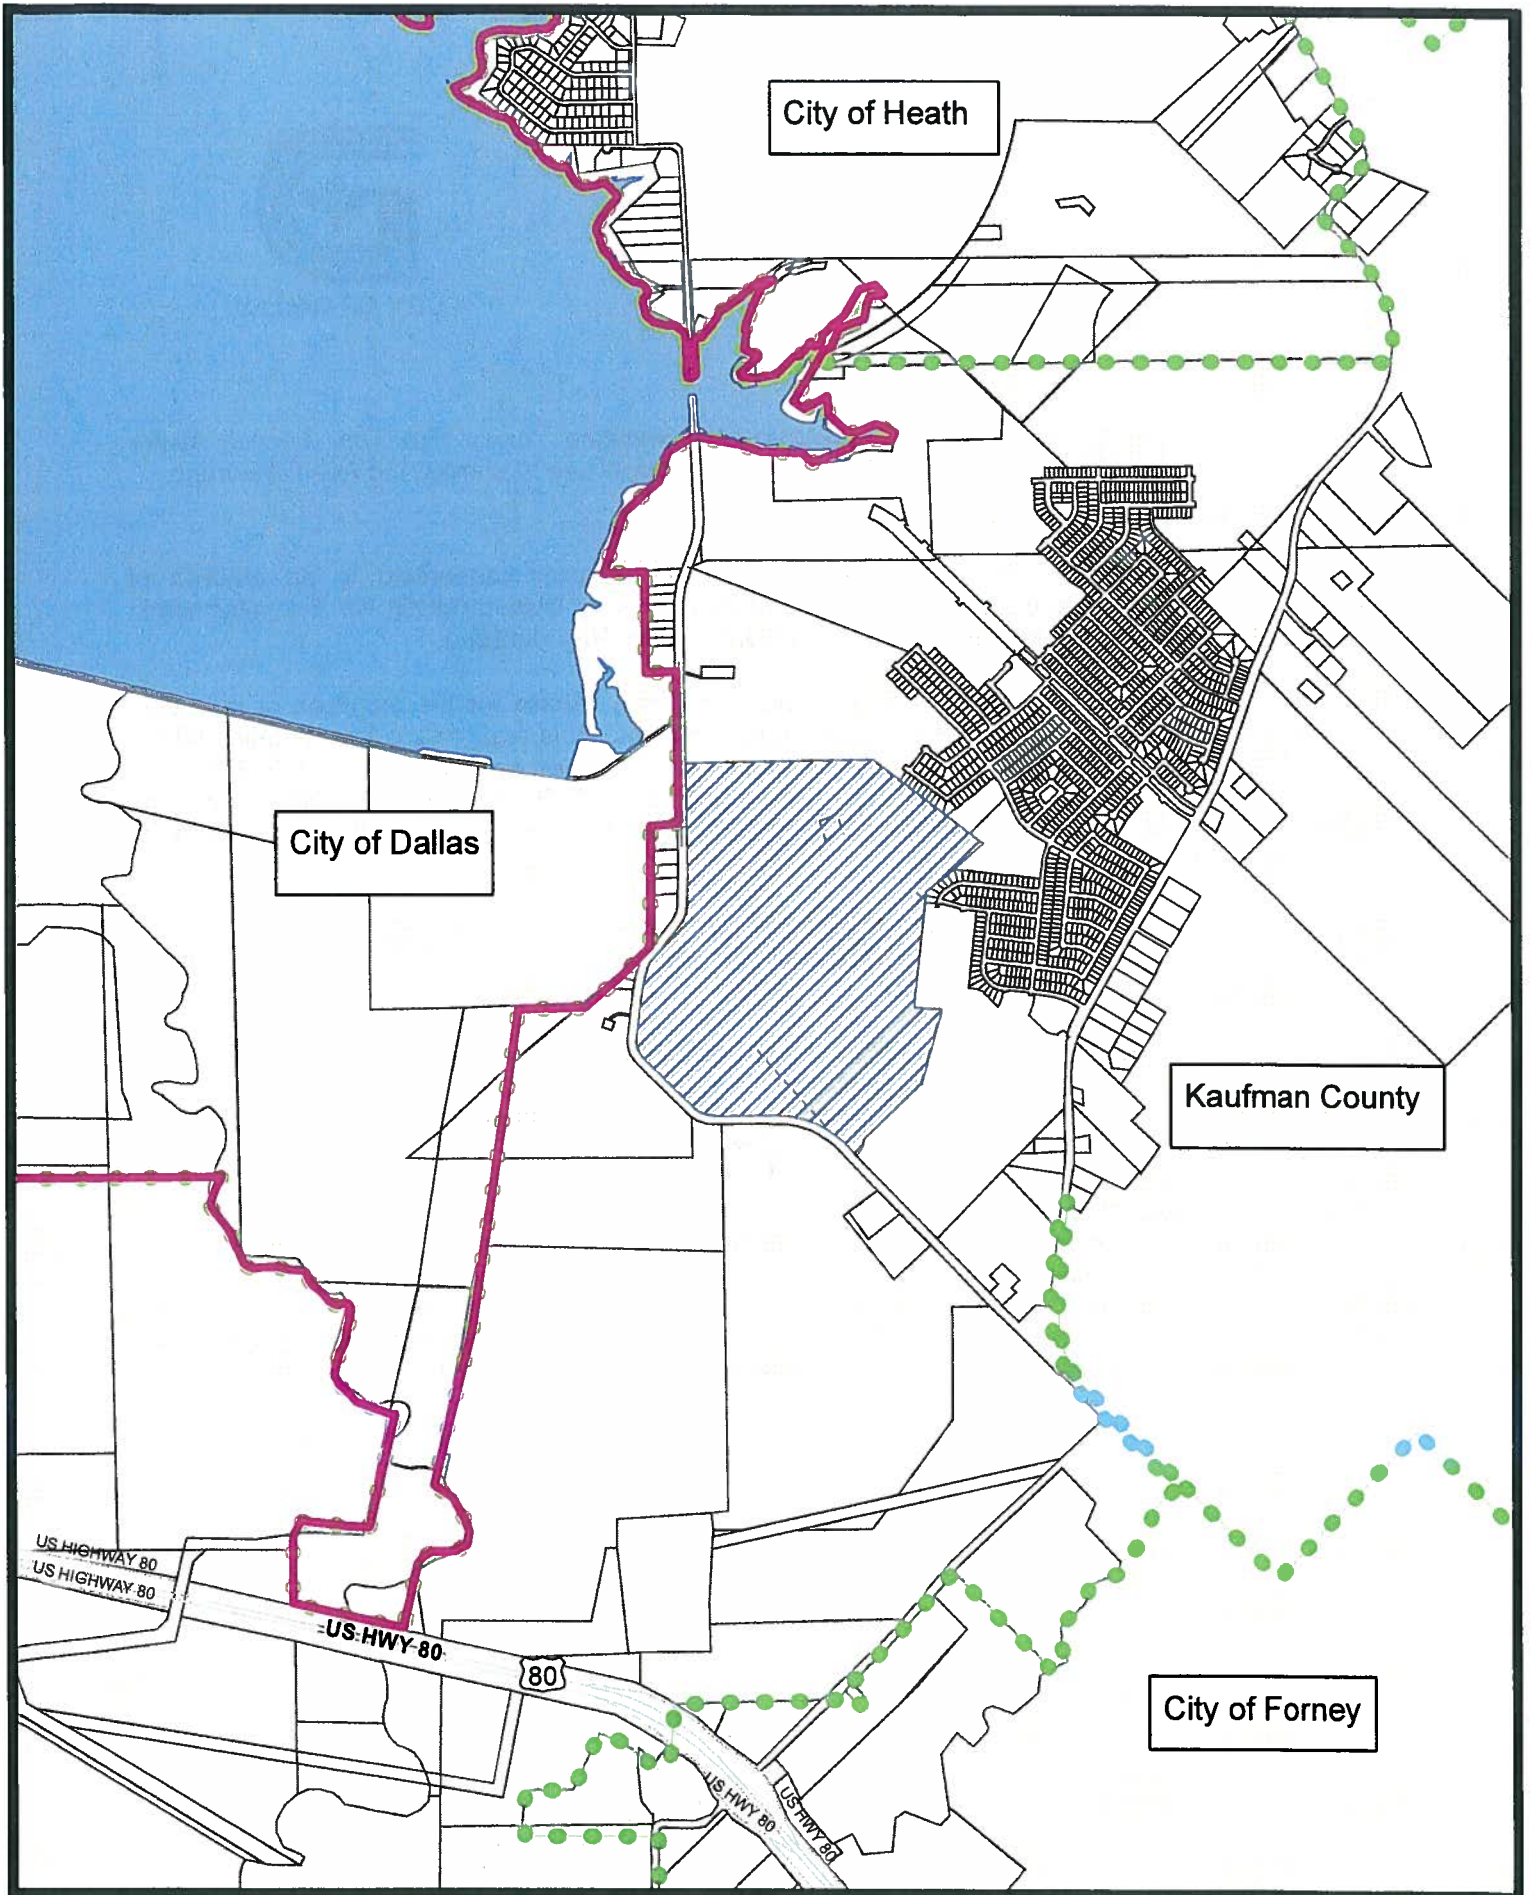 City of Heath
City of Dallas
Kaufman County
US HIGHWAY 80
US HIGHWAY 80
US HWY 80
80
City of Forney
US HWY 80
US HWY 80